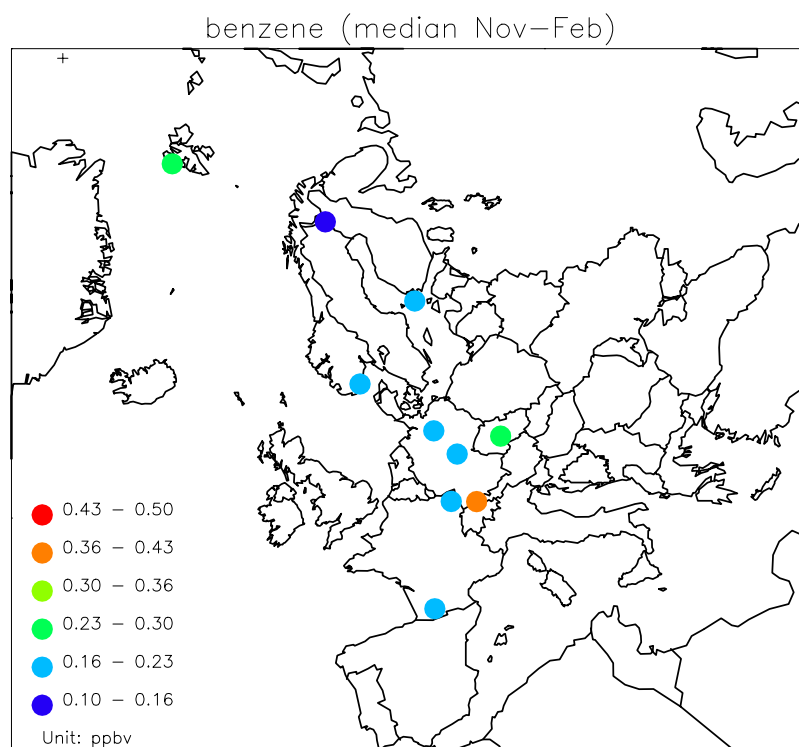 benzene (median Nov–Feb)
0.43 – 0.50
0.36 – 0.43
0.30 – 0.36
0.23 – 0.30
0.16 – 0.23
0.10 – 0.16
Unit: ppbv